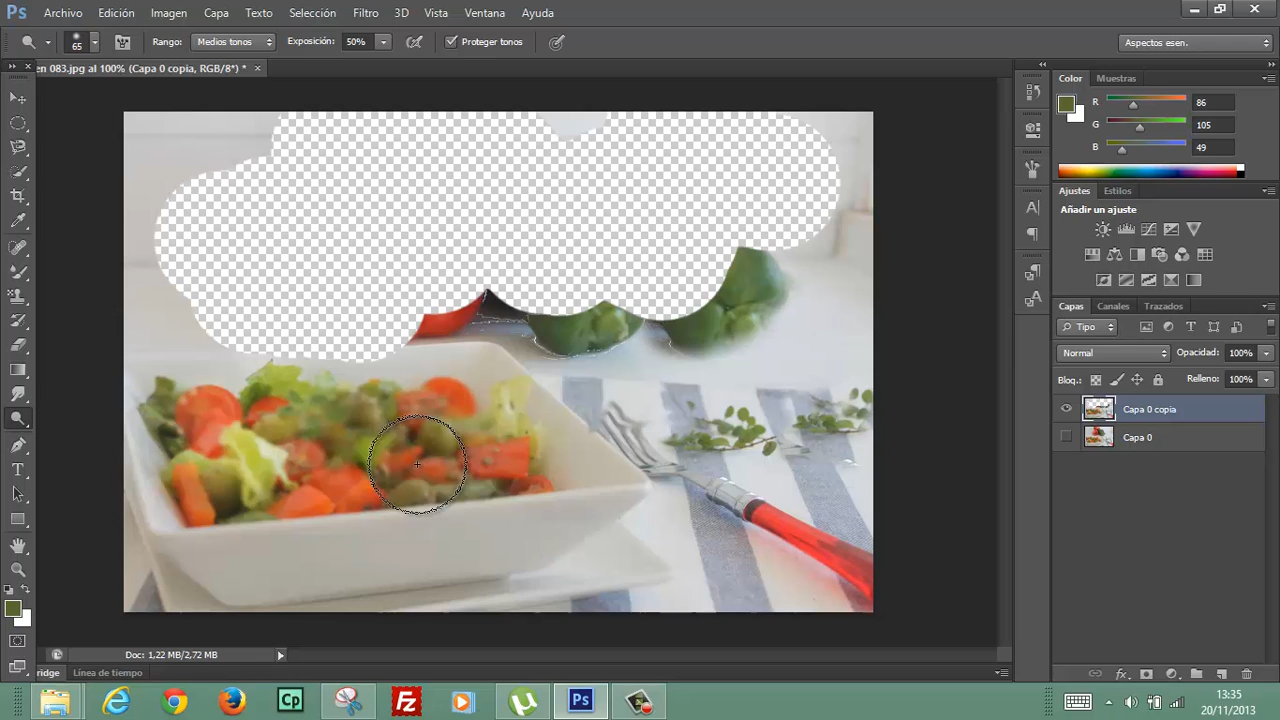 Ps Archivo Edición Imagen Capa Texto Selección Filtro 3D Vista Ventana Ayuda
65 Rango: Medios tonos Exposición: 50% Proteger tonos Aspectos esen.
en 083.jpg al 100% (Capa 0 copia, RGB/8*) * ×
Color Muestras
R 86
G 105
B 49
Ajustes Estilos
Añadir un ajuste
Capas Canales Trazados
Tipo
Normal Opacidad: 100%
Bloq.: Relleno: 100%
Capa 0 copia
Capa 0
Doc: 1,22 MB/2,72 MB
ridge Línea de tiempo
Cp Fz Ps
13:35
20/11/2013